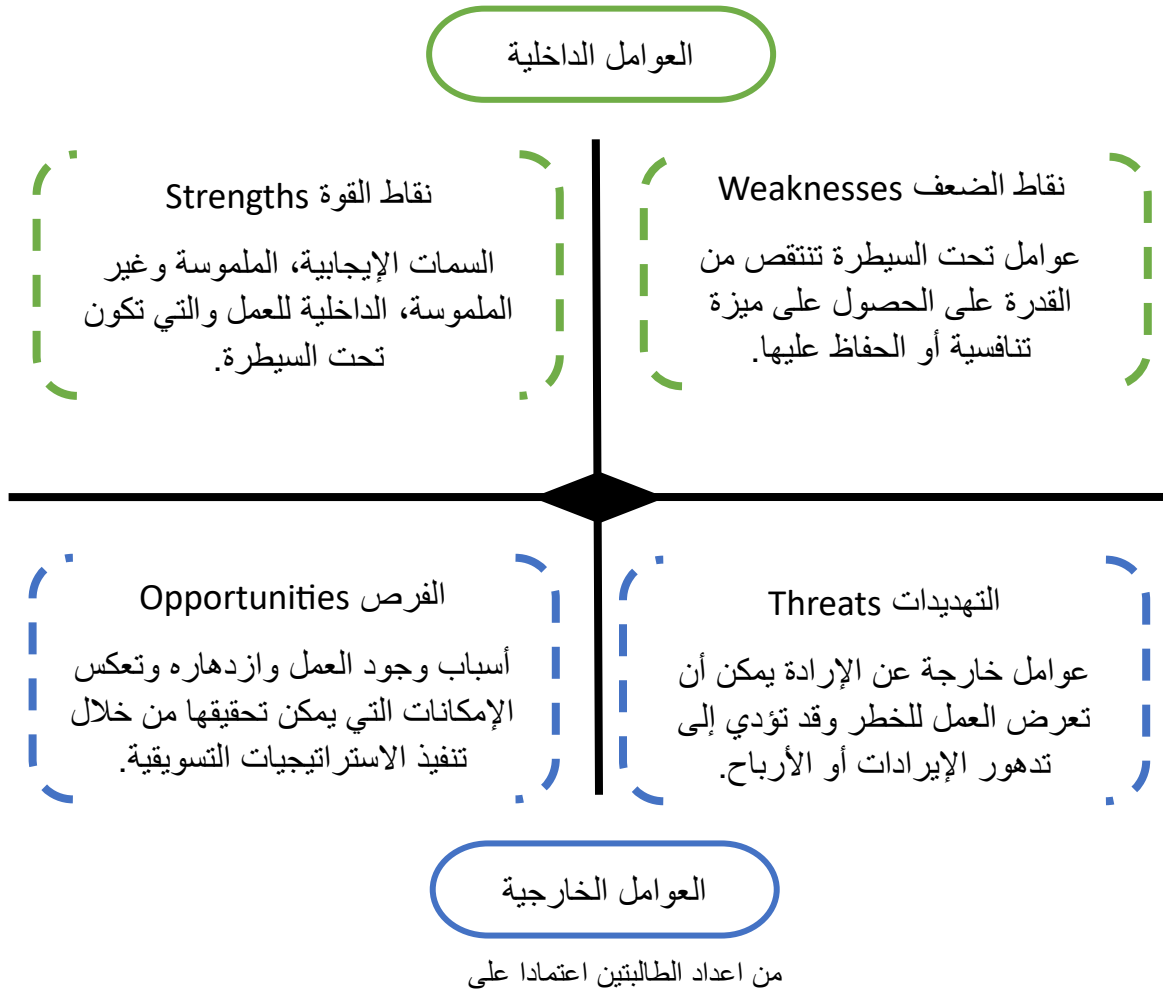 العوامل الداخلية
نقاط القوة Strengths
السمات الإيجابية، الملموسة وغير
الملموسة، الداخلية للعمل والتي تكون
تحت السيطرة.
نقاط الضعف Weaknesses
عوامل تحت السيطرة تنتقص من
القدرة على الحصول على ميزة
تنافسية أو الحفاظ عليها.
الفرص Opportunities
أسباب وجود العمل وازدهاره وتعكس
الإمكانات التي يمكن تحقيقها من خلال
تنفيذ الاستراتيجيات التسويقية.
التهديدات Threats
عوامل خارجة عن الإرادة يمكن أن
تعرض العمل للخطر وقد تؤدي إلى
تدهور الإيرادات أو الأرباح.
العوامل الخارجية
من اعداد الطالبتين اعتمادا على